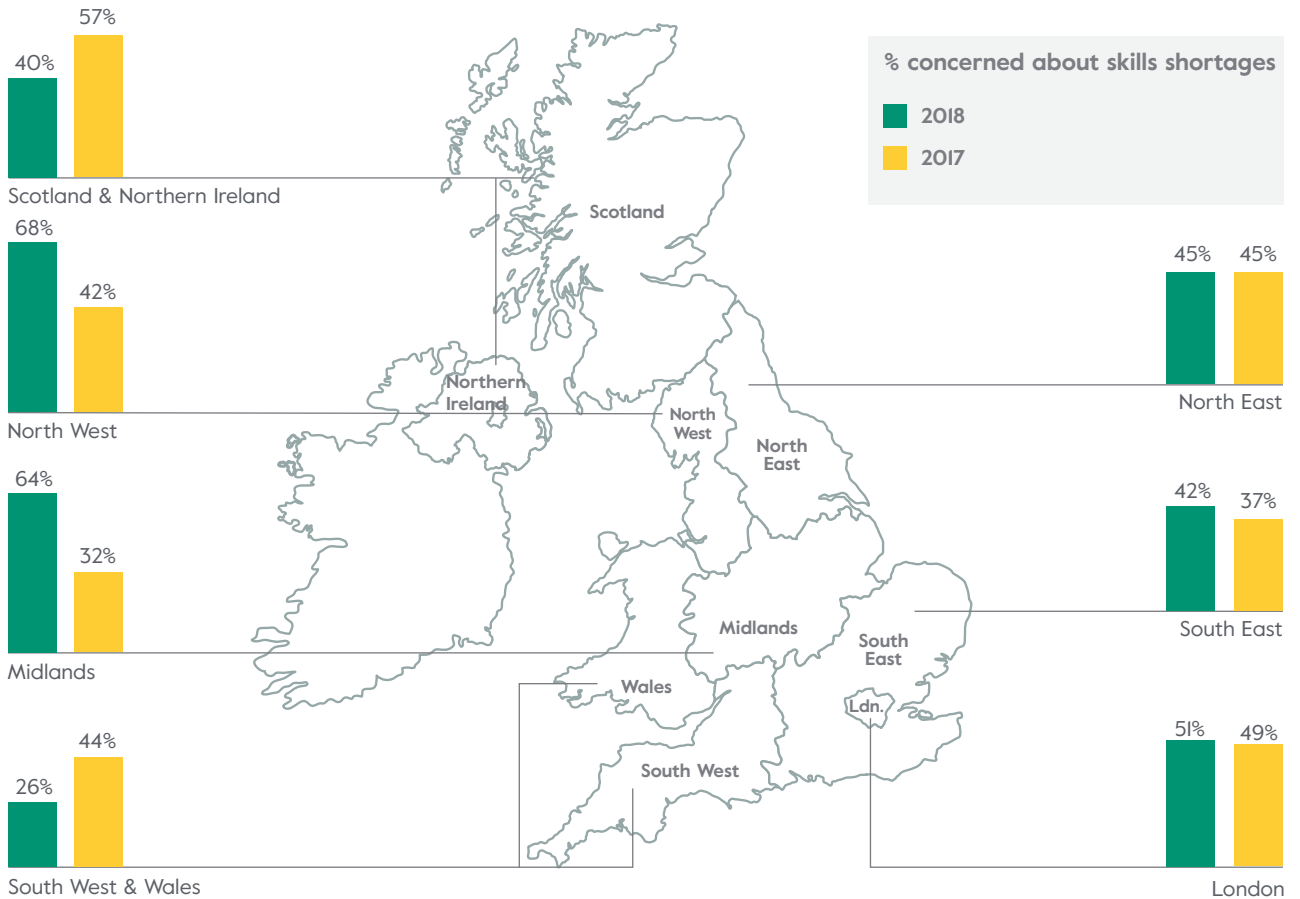 57%
40%
Scotland & Northern Ireland
68%
42%
North West
64%
32%
Midlands
44%
26%
South West & Wales
Scotland
Northern
Ireland
North
West
North
East
Midlands
South
East
Wales
Ldn.
South West
% concerned about skills shortages
2018
2017
45% 45%
North East
42%
37%
South East
51% 49%
London